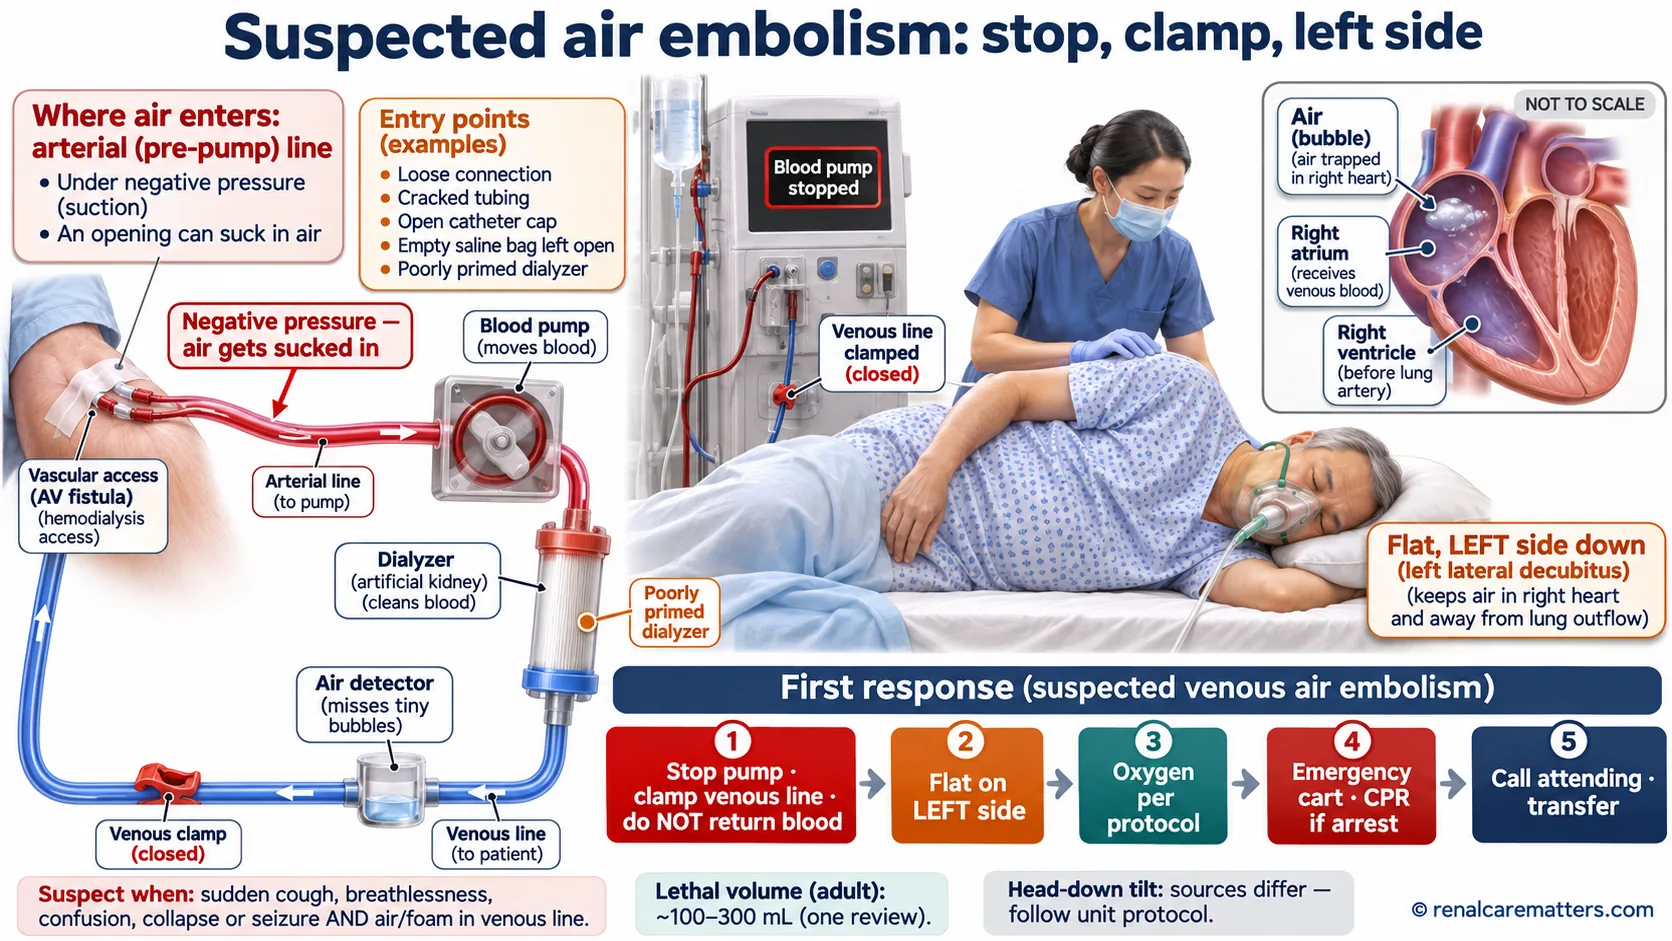 Suspected air embolism: stop, clamp, left side
Where air enters:
arterial (pre-pump) line
• Under negative pressure
(suction)
• An opening can suck in air
Entry points
(examples)
• Loose connection
• Cracked tubing
• Open catheter cap
• Empty saline bag left open
• Poorly primed dialyzer
Negative pressure —
air gets sucked in
Blood pump
(moves blood)
Vascular access
(AV fistula)
(hemodialysis
access)
Arterial line
(to pump)
Dialyzer
(artificial kidney)
(cleans blood)
Poorly
primed
dialyzer
Air detector
(misses tiny
bubbles)
Venous clamp
(closed)
Venous line
(to patient)
Blood pump
stopped
Venous line
clamped
(closed)
NOT TO SCALE
Air
(bubble)
(air trapped
in right heart)
Right
atrium
(receives
venous blood)
Right
ventricle
(before lung
artery)
Flat, LEFT side down
(left lateral decubitus)
(keeps air in right heart
and away from lung outflow)
First response (suspected venous air embolism)
1
Stop pump ·
clamp venous line ·
do NOT return blood
2
Flat on
LEFT side
3
Oxygen
per
protocol
4
Emergency
cart · CPR
if arrest
5
Call attending ·
transfer
Suspect when: sudden cough, breathlessness,
confusion, collapse or seizure AND air/foam in venous line.
Lethal volume (adult):
~100–300 mL (one review).
Head-down tilt: sources differ —
follow unit protocol.
© renalcarematters.com